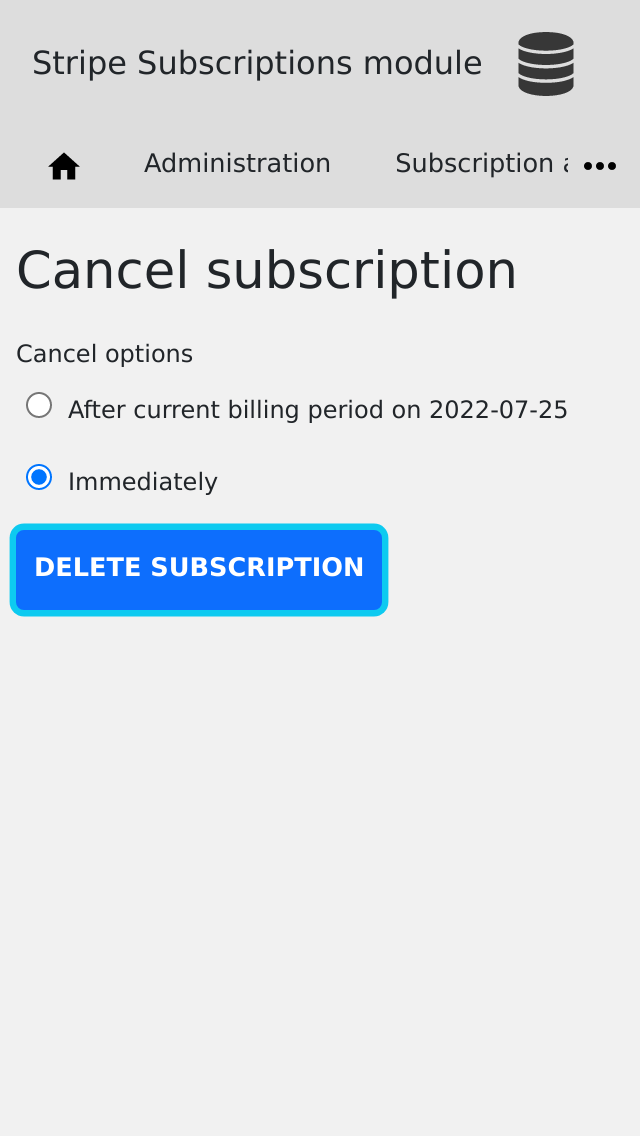 Stripe Subscriptions module
Administration
Subscription
Cancel subscription
Cancel options
After current billing period on 2022-07-25
Immediately
DELETE SUBSCRIPTION